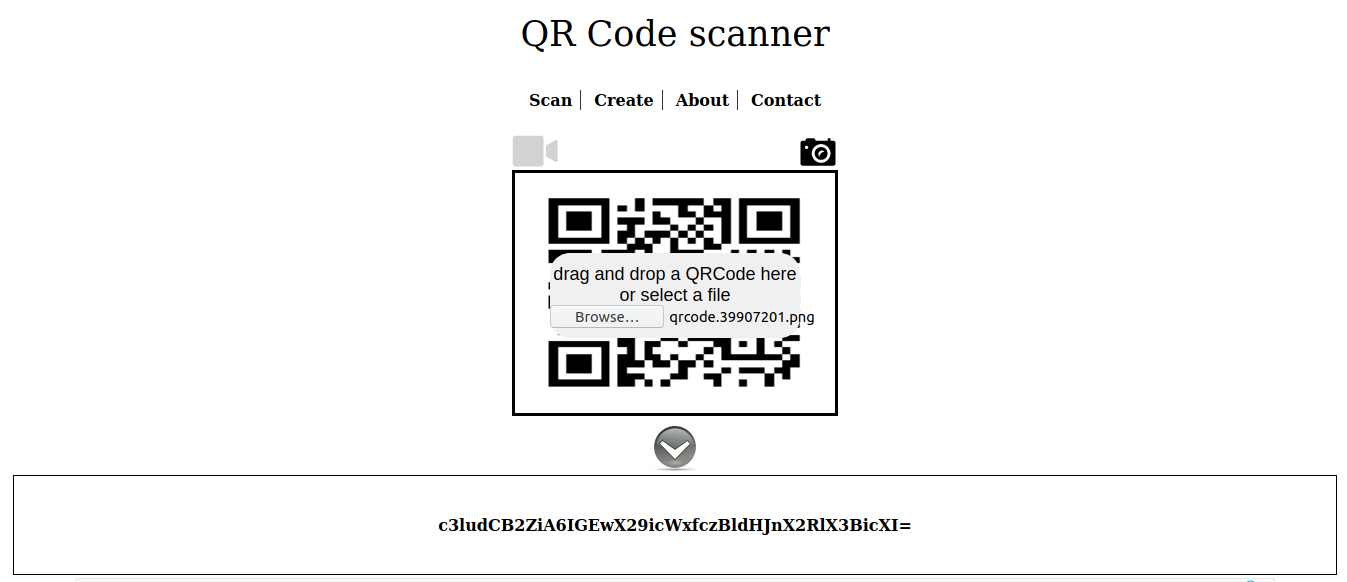 QR Code scanner
Scan Create About Contact
drag and drop a QRCode here
or select a file
Browse... qrcode.39907201.png
c3ludCB2ZiA6IGEwX29icWxfczBldHJnX2RlX3BicXI=